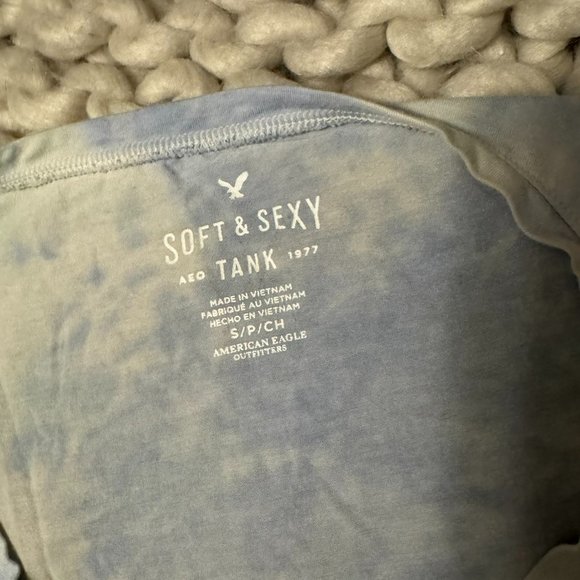 SOFT & SEXY
AEO TANK 1977
MADE IN VIETNAM
FABRIQUÉ AU VIETNAM
HECHO EN VIETNAM
S/P/CH
AMERICAN EAGLE
OUTFITTERS